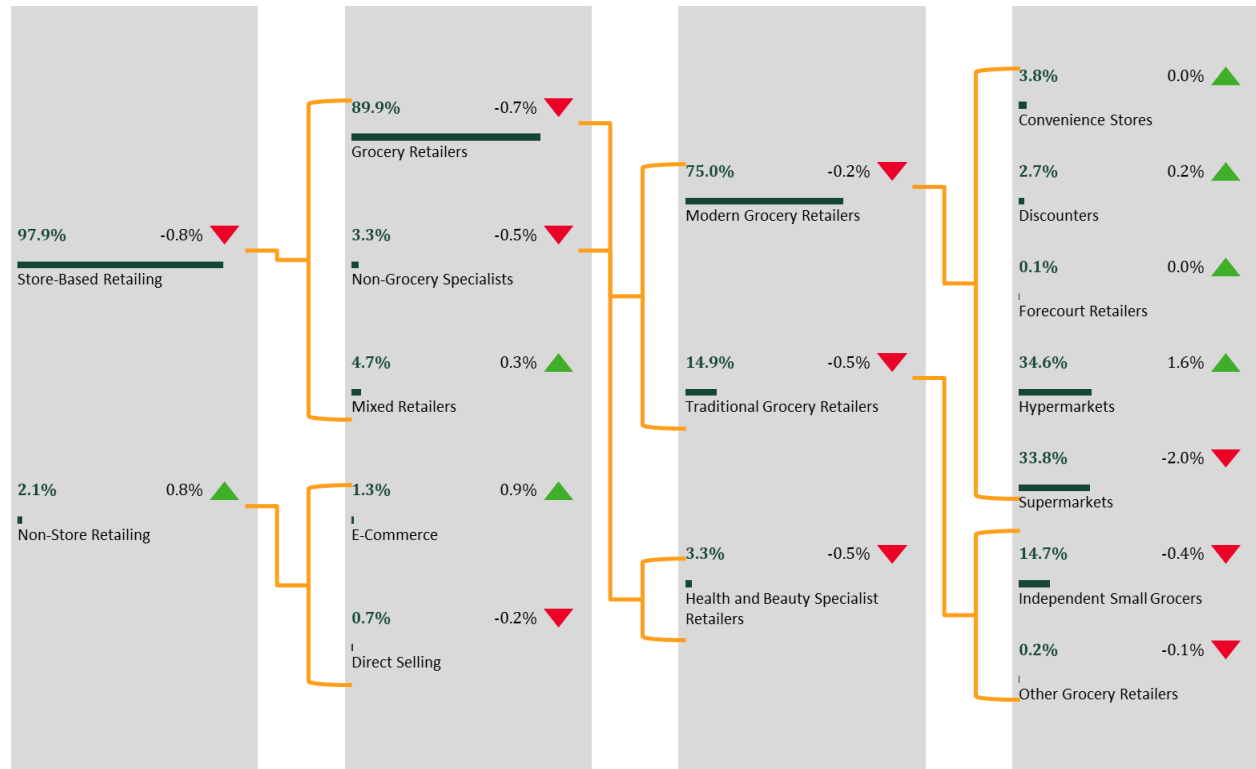 97.9% -0.8%
Store-Based Retailing
2.1% 0.8%
Non-Store Retailing
89.9% -0.7%
Grocery Retailers
3.3% -0.5%
Non-Grocery Specialists
4.7% 0.3%
Mixed Retailers
1.3% 0.9%
E-Commerce
0.7% -0.2%
Direct Selling
75.0% -0.2%
Modern Grocery Retailers
14.9% -0.5%
Traditional Grocery Retailers
3.3% -0.5%
Health and Beauty Specialist
Retailers
3.8% 0.0%
Convenience Stores
2.7% 0.2%
Discounters
0.1% 0.0%
Forecourt Retailers
34.6% 1.6%
Hypermarkets
33.8% -2.0%
Supermarkets
14.7% -0.4%
Independent Small Grocers
0.2% -0.1%
Other Grocery Retailers